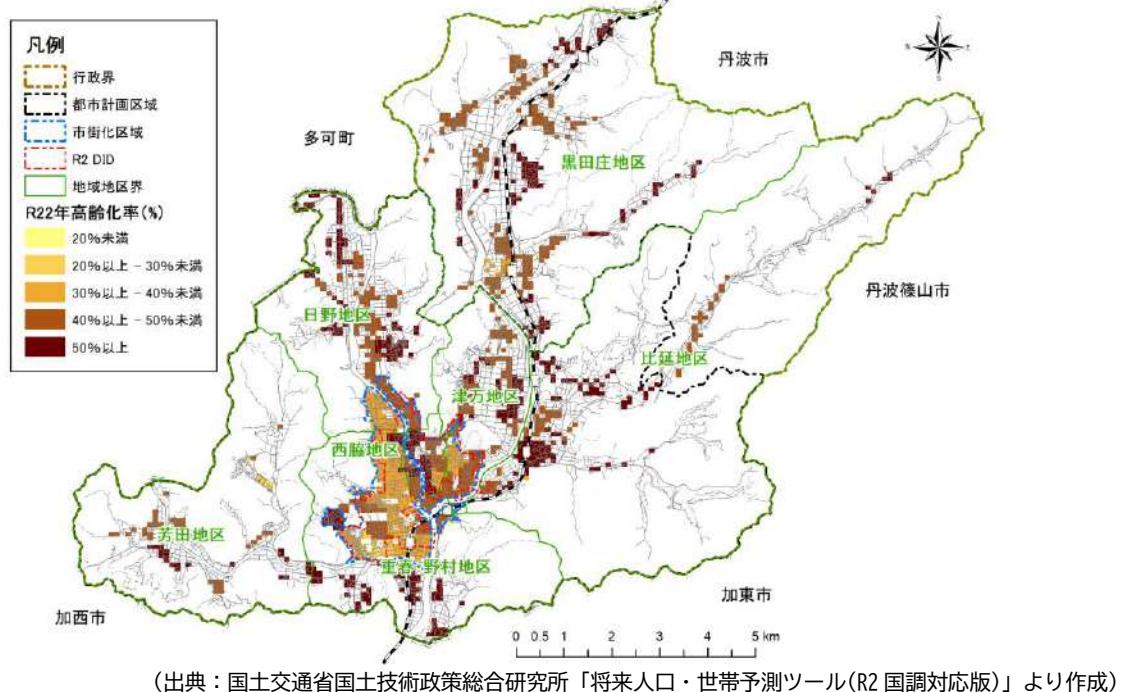 凡例
行政界
都市計画区域
市街化区域
R2 DID
地域地区界
R22年高齢化率(%)
20%未満
20%以上 - 30%未満
30%以上 - 40%未満
40%以上 - 50%未満
50%以上
丹波市
多可町
黒田庄地区
丹波篠山市
日野地区
比延地区
津万地区
西脇地区
芳田地区
重春・野村地区
加西市
加東市
0 0.5 1 2 3 4 5 km
(出典：国土交通省国土技術政策総合研究所「将来人口・世帯予測ツール(R2 国調対応版)」より作成)